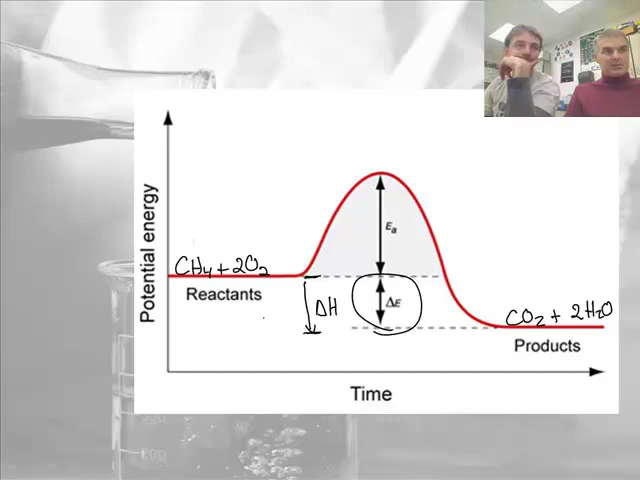 Potential energy
Eₐ
CH₄ + 2O₂
Reactants
ΔH
ΔE
CO₂ + 2H₂O
Products
Time